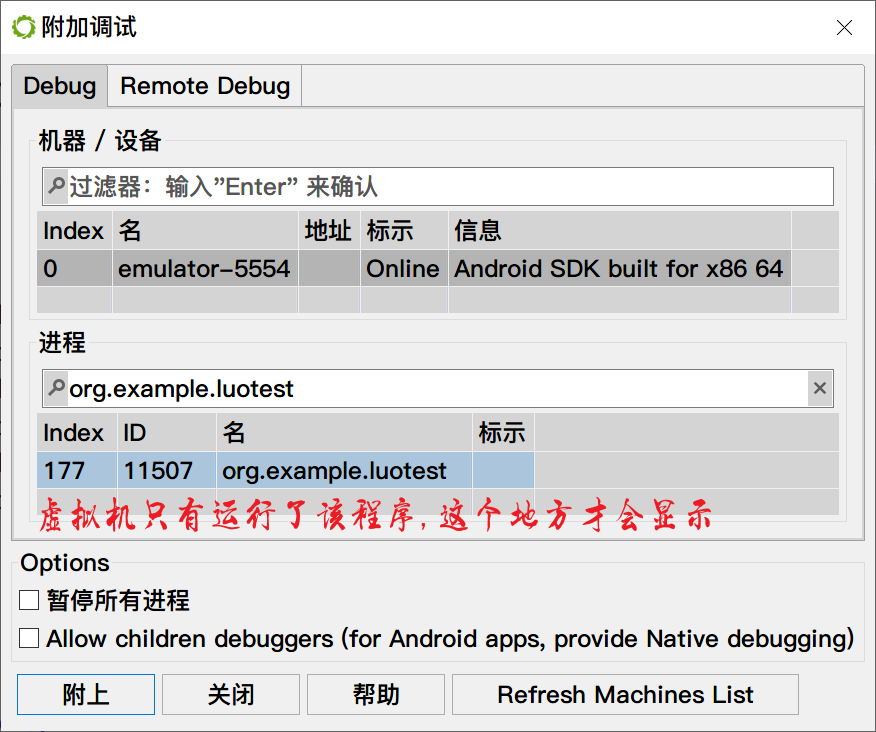 附加调试
Debug Remote Debug
机器 / 设备
过滤器：输入”Enter” 来确认
Index 名 地址 标示 信息
0 emulator-5554 Online Android SDK built for x86 64
进程
org.example.luotest
Index ID 名 标示
177 11507 org.example.luotest
虚拟机只有运行了该程序,这个地方才会显示
Options
暂停所有进程
Allow children debuggers (for Android apps, provide Native debugging)
附上 关闭 帮助 Refresh Machines List